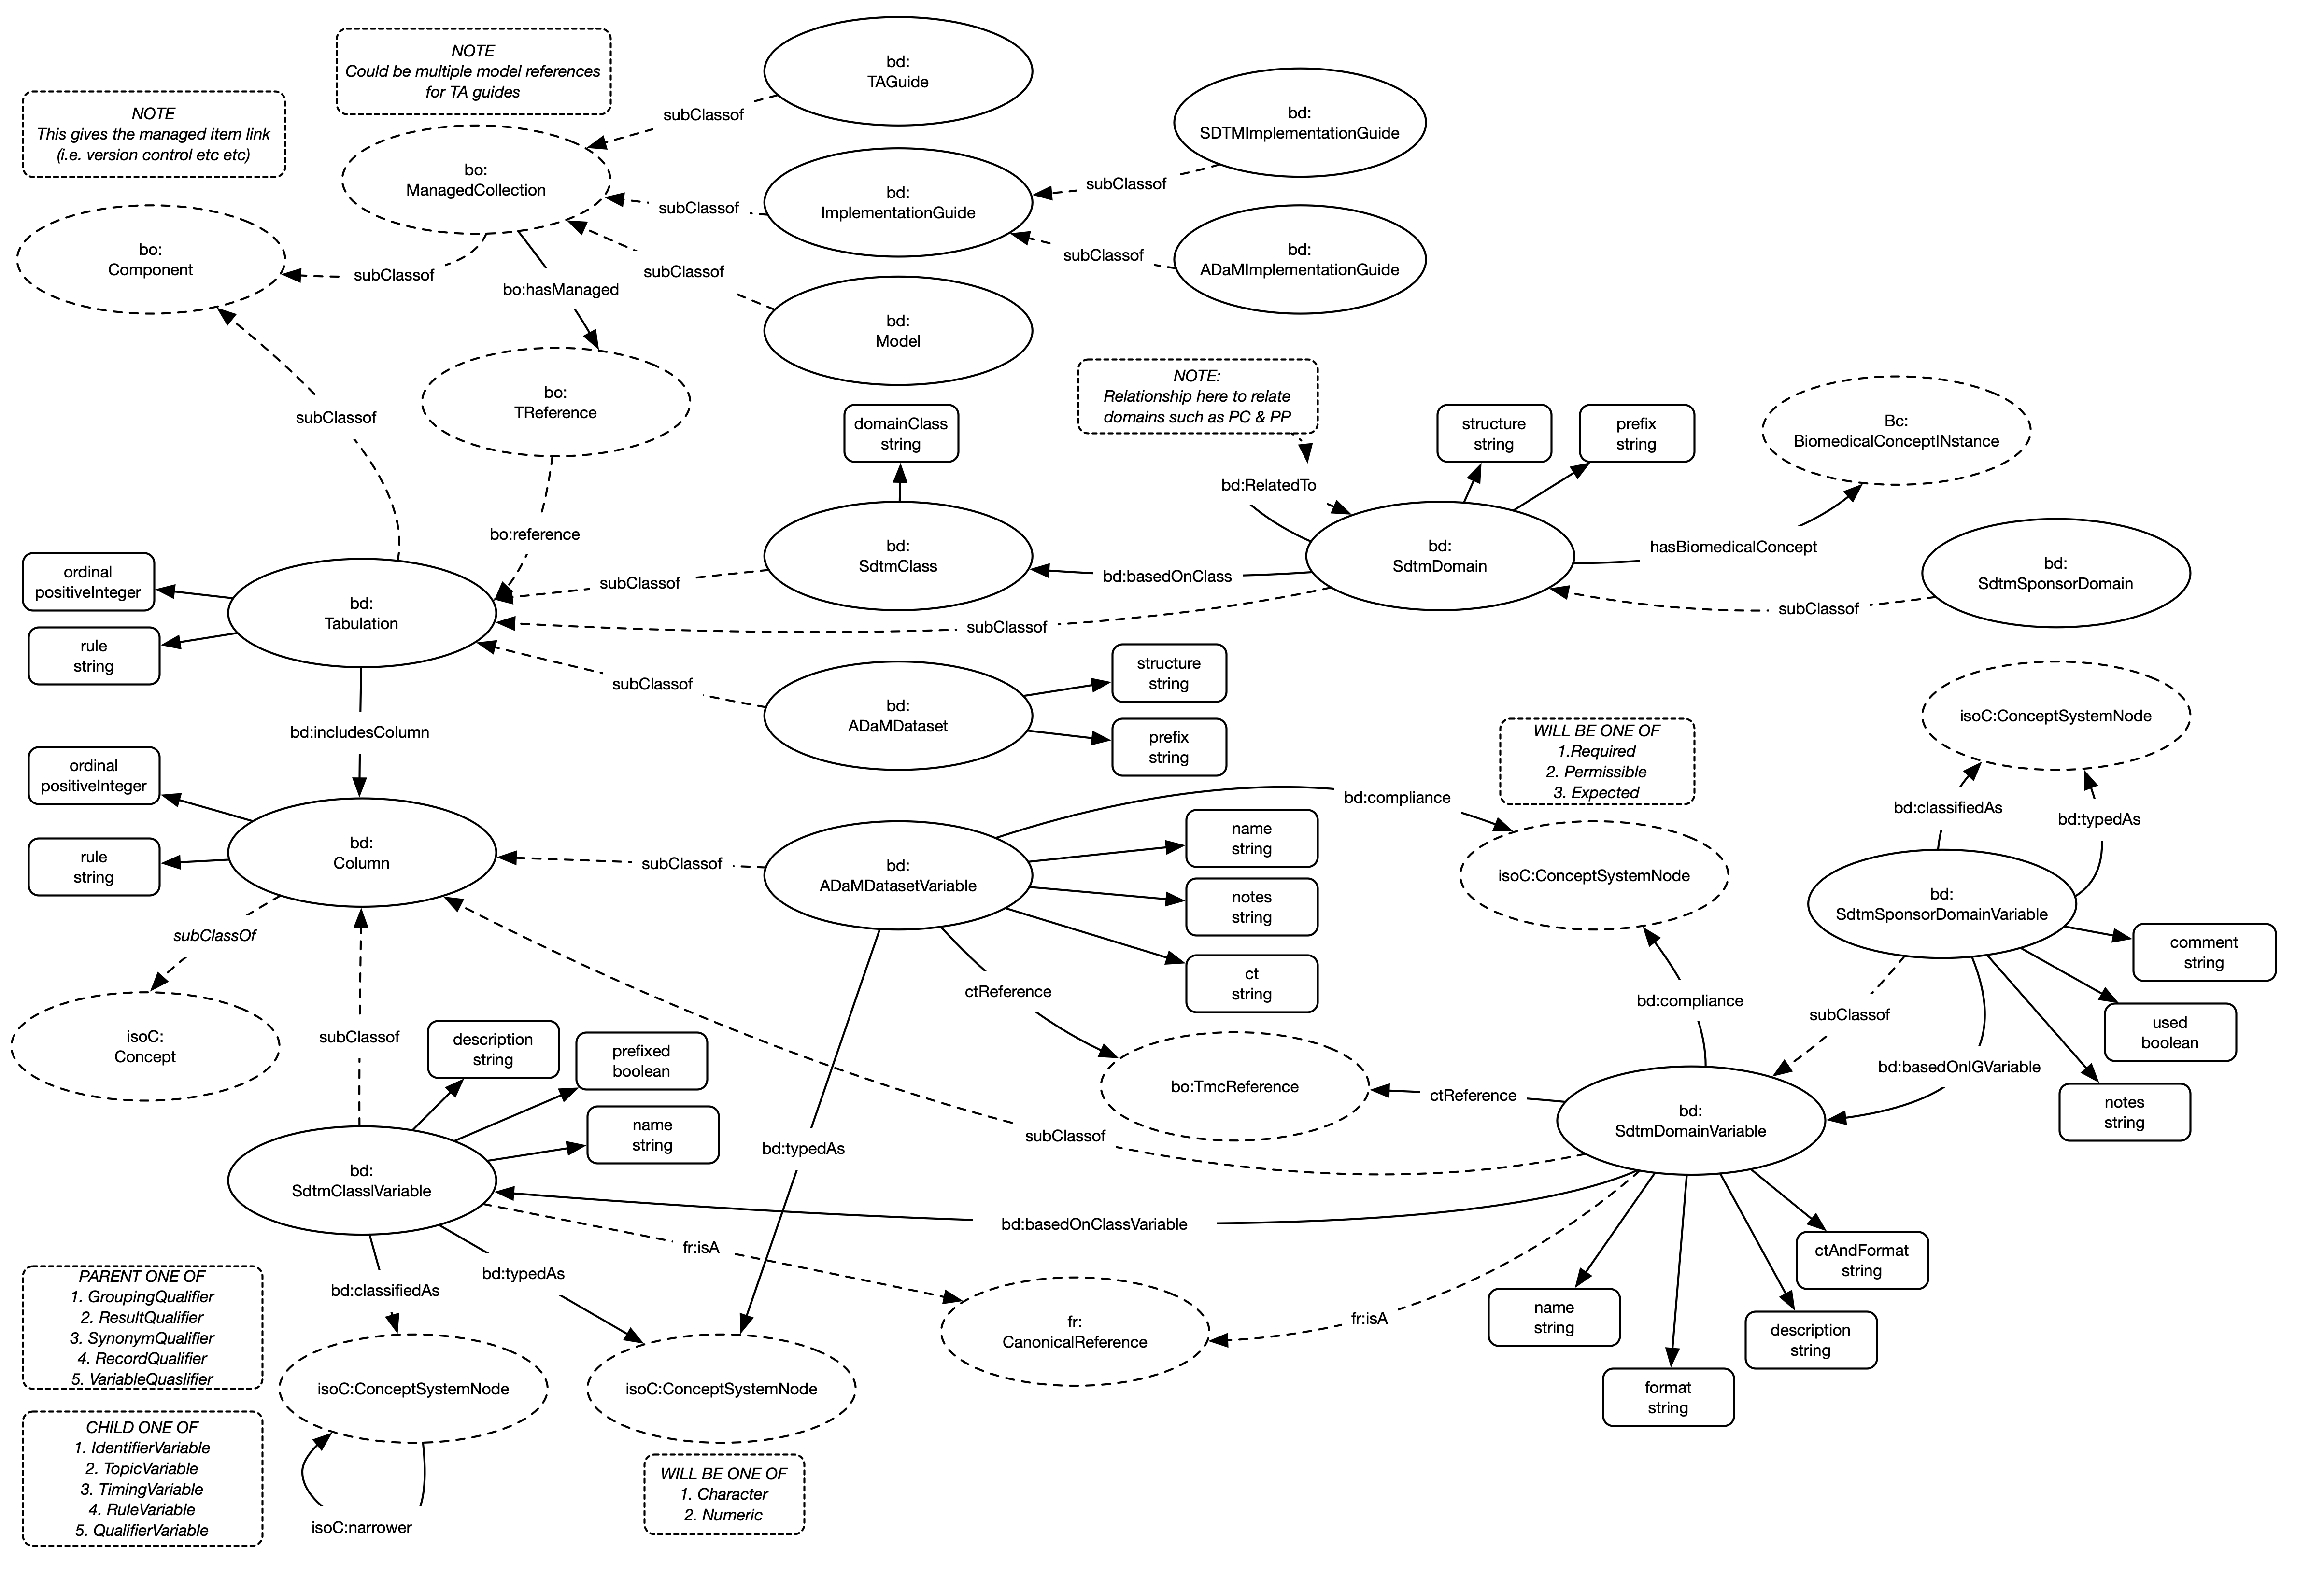 NOTE
This gives the managed item link
(i.e. version control etc etc)
NOTE
Could be multiple model references
for TA guides
bd:
TAGuide
subClassof
bo:
ManagedCollection
bd:
SDTMImplementationGuide
subClassof
bd:
ImplementationGuide
subClassof
bo:
Component
subClassof
bo:hasManaged
subClassof
subClassof
bd:
ADaMImplementationGuide
bd:
Model
bo:
TReference
subClassof
domainClass
string
NOTE:
Relationship here to relate
domains such as PC & PP
structure
string
prefix
string
Bc:
BiomedicalConceptINstance
bd:RelatedTo
bo:reference
bd:
SdtmClass
bd:basedOnClass
bd:
SdtmDomain
hasBiomedicalConcept
bd:
SdtmSponsorDomain
subClassof
subClassof
subClassof
ordinal
positiveInteger
rule
string
bd:
Tabulation
subClassof
bd:
ADaMDataset
structure
string
prefix
string
bd:includesColumn
isoC:ConceptSystemNode
WILL BE ONE OF
1.Required
2. Permissible
3. Expected
ordinal
positiveInteger
rule
string
bd:
Column
subClassof
bd:
ADaMDatasetVariable
bd:compliance
name
string
notes
string
ct
string
isoC:ConceptSystemNode
bd:classifiedAs
bd:typedAs
bd:
SdtmSponsorDomainVariable
comment
string
used
boolean
notes
string
subClassOf
isoC:
Concept
subClassof
ctReference
bd:compliance
subClassof
bd:basedOnIGVariable
description
string
prefixed
boolean
name
string
bo:TmcReference
ctReference
bd:
SdtmDomainVariable
subClassof
bd:typedAs
bd:
SdtmClasslVariable
bd:basedOnClassVariable
fr:isA
bd:typedAs
bd:classifiedAs
fr:
CanonicalReference
fr:isA
name
string
format
string
description
string
ctAndFormat
string
PARENT ONE OF
1. GroupingQualifier
2. ResultQualifier
3. SynonymQualifier
4. RecordQualifier
5. VariableQuaslifier
isoC:ConceptSystemNode
isoC:ConceptSystemNode
CHILD ONE OF
1. IdentifierVariable
2. TopicVariable
3. TimingVariable
4. RuleVariable
5. QualifierVariable
isoC:narrower
WILL BE ONE OF
1. Character
2. Numeric